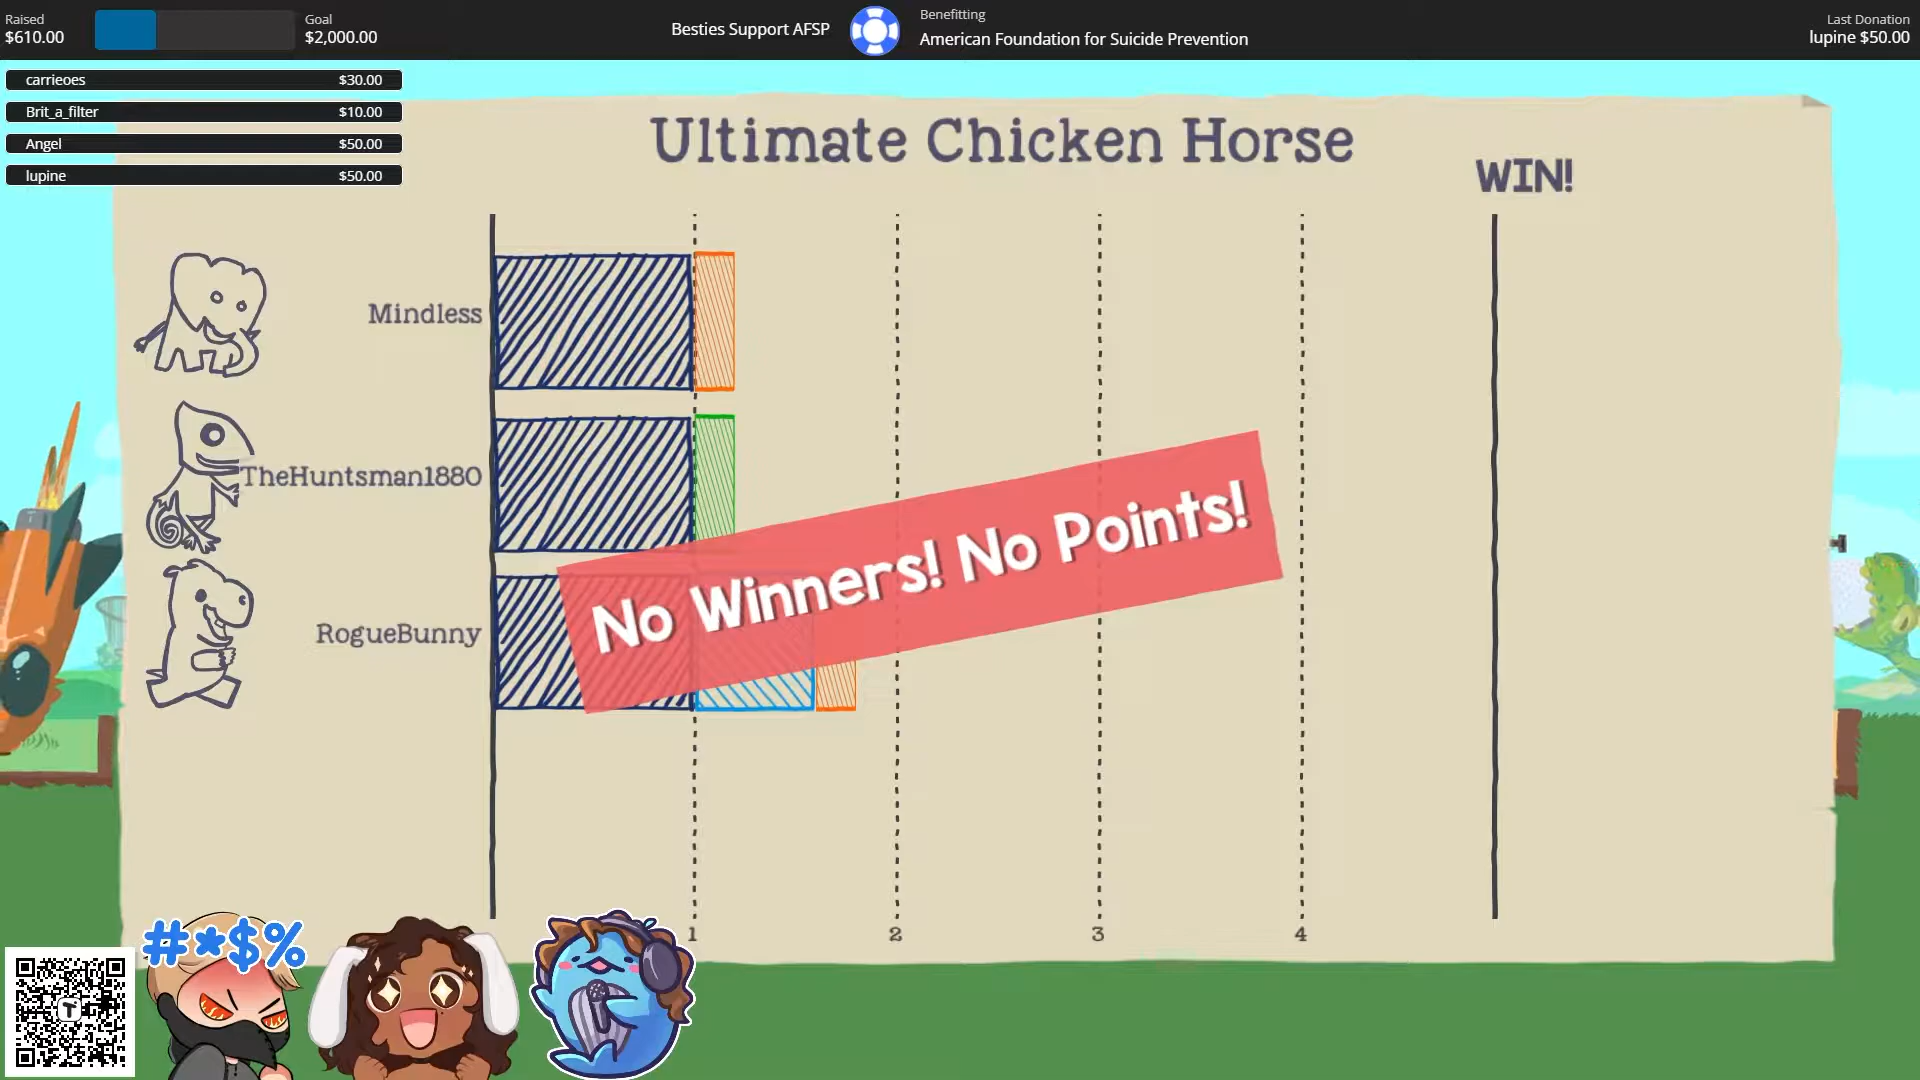 Raised
$610.00
Goal
$2,000.00
Besties Support AFSP
Benefitting
American Foundation for Suicide Prevention
Last Donation
lupine $50.00
carrieoes $30.00
Brit_a_filter $10.00
Angel $50.00
lupine $50.00
Ultimate Chicken Horse
WIN!
Mindless
TheHuntsman1880
RogueBunny
No Winners! No Points!
1 2 3 4
#*$%
T